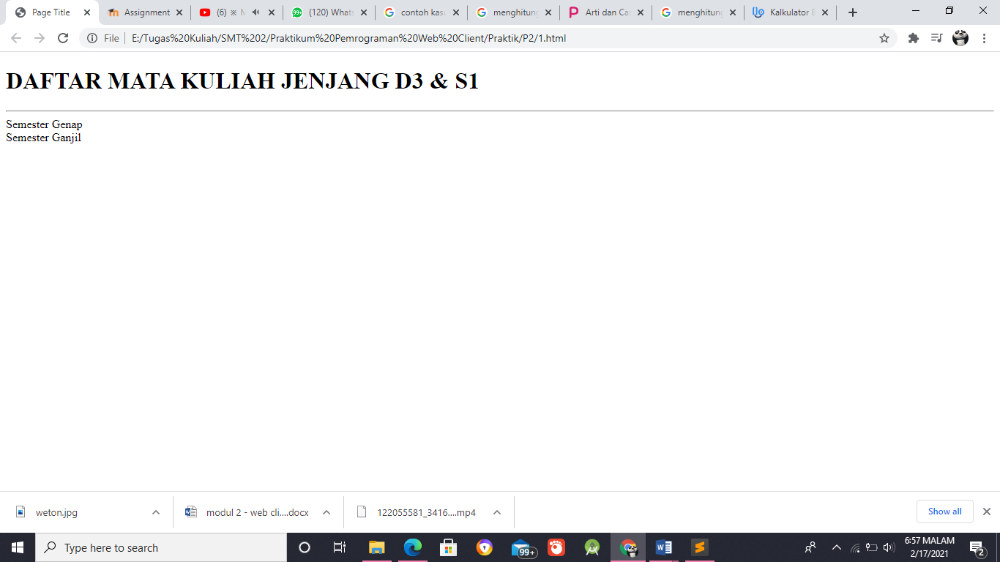 Page Title
Assignment
(6) ※ M
(120) Whats
contoh kasu
menghitung
Arti dan Car
menghitung
Kalkulator B
File
E:/Tugas%20Kuliah/SMT%202/Praktikum%20Pemrograman%20Web%20Client/Praktik/P2/1.html
DAFTAR MATA KULIAH JENJANG D3 & S1
Semester Genap
Semester Ganjil
weton.jpg
modul 2 - web cli....docx
122055581_3416....mp4
Show all
Type here to search
99+
6:57 MALAM
2/17/2021
2